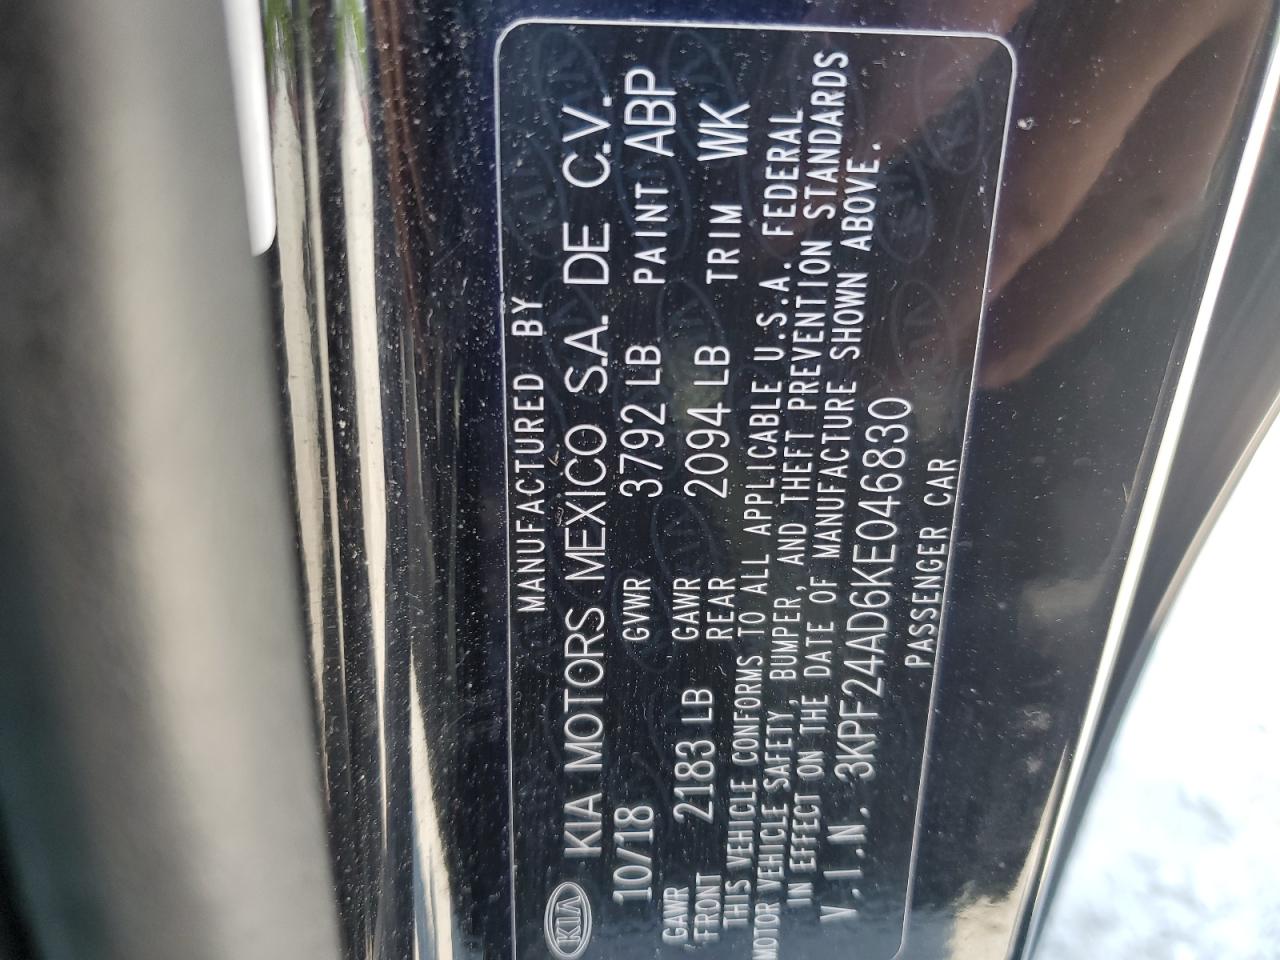 MANUFACTURED BY
KIA KIA MOTORS MEXICO S.A. DE C.V.
10/18 GVWR 3792 LB PAINT ABP
GAWR FRONT 2183 LB GAWR REAR 2094 LB TRIM WK
THIS VEHICLE CONFORMS TO ALL APPLICABLE U.S.A. FEDERAL
MOTOR VEHICLE SAFETY, BUMPER, AND THEFT PREVENTION STANDARDS
IN EFFECT ON THE DATE OF MANUFACTURE SHOWN ABOVE.
V.I.N. 3KPF24AD6KE046830
PASSENGER CAR